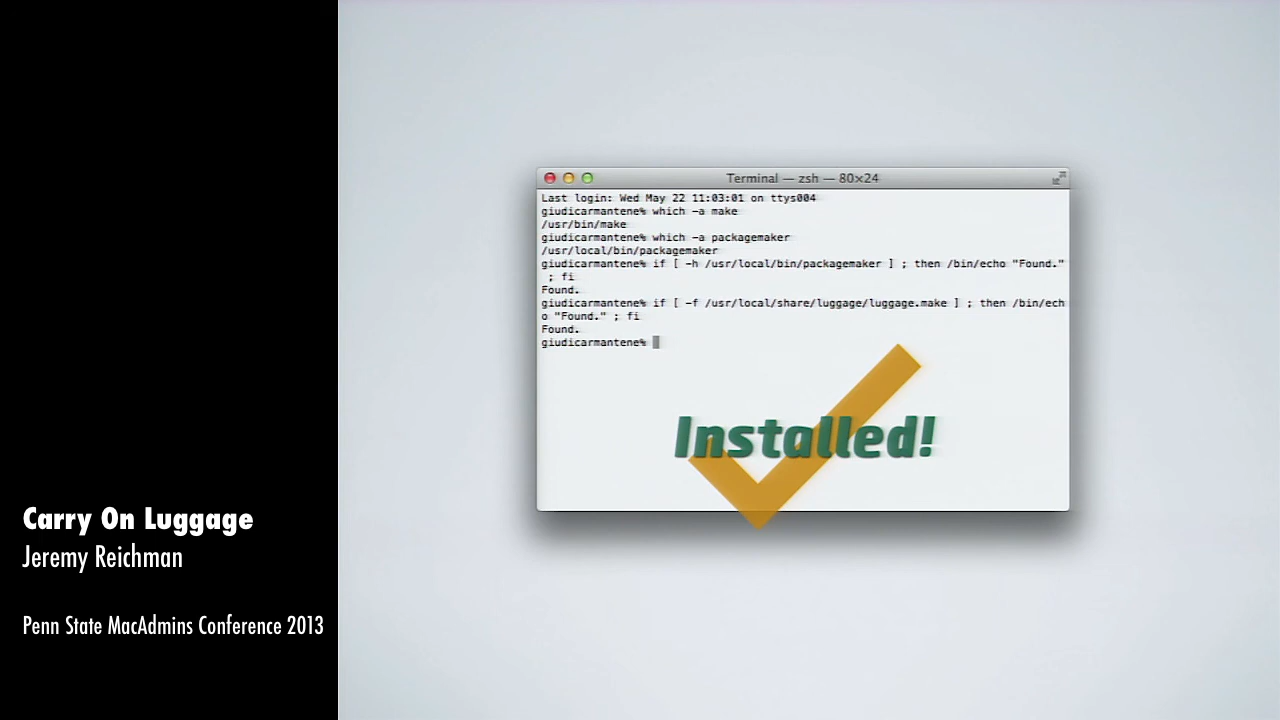 Terminal — zsh — 80×24
Last login: Wed May 22 11:03:01 on ttys004
giudicarmantene% which -a make
/usr/bin/make
giudicarmantene% which -a packagemaker
/usr/local/bin/packagemaker
giudicarmantene% if [ -h /usr/local/bin/packagemaker ] ; then /bin/echo "Found."
 ; fi
Found.
giudicarmantene% if [ -f /usr/local/share/luggage/luggage.make ] ; then /bin/ech
o "Found." ; fi
Found.
giudicarmantene%
Installed!
Carry On Luggage
Jeremy Reichman
Penn State MacAdmins Conference 2013